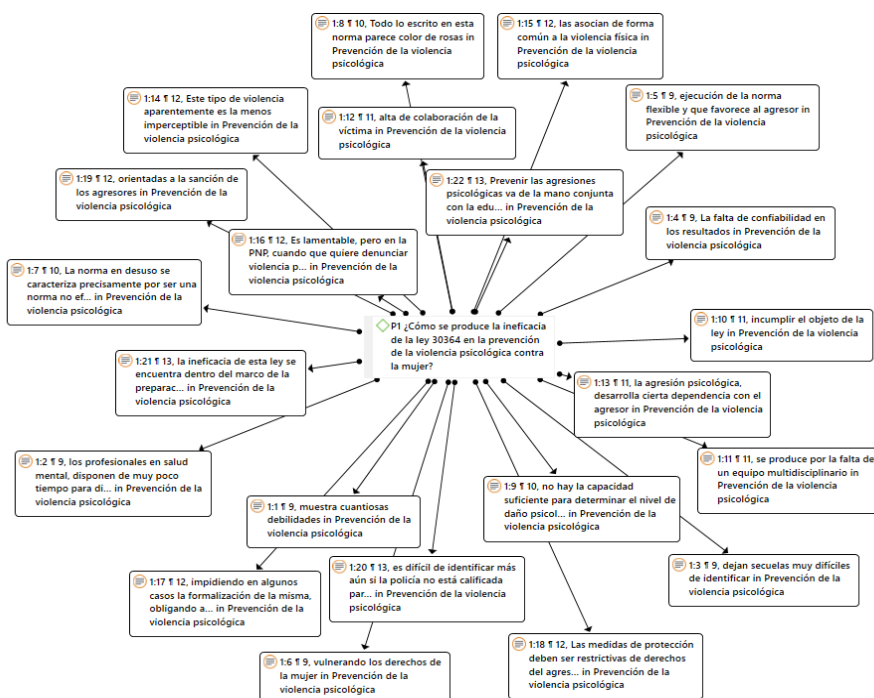 1:8 ¶ 10, Todo lo escrito en esta
norma parece color de rosas in
Prevención de la violencia
psicológica
1:15 ¶ 12, las asocian de forma
común a la violencia física in
Prevención de la violencia
psicológica
1:14 ¶ 12, Este tipo de violencia
aparentemente es la menos
imperceptible in Prevención de la
violencia psicológica
1:12 ¶ 11, alta de colaboración de la
víctima in Prevención de la violencia
psicológica
1:5 ¶ 9, ejecución de la norma
flexible y que favorece al agresor in
Prevención de la violencia
psicológica
1:19 ¶ 12, orientadas a la sanción de
los agresores in Prevención de la
violencia psicológica
1:22 ¶ 13, Prevenir las agresiones
psicológicas va de la mano conjunta
con la edu... in Prevención de la
violencia psicológica
1:4 ¶ 9, La falta de confiabilidad en
los resultados in Prevención de la
violencia psicológica
1:16 ¶ 12, Es lamentable, pero en la
PNP, cuando que quiere denunciar
violencia p... in Prevención de la
violencia psicológica
1:7 ¶ 10, La norma en desuso se
caracteriza precisamente por ser una
norma no ef... in Prevención de la
violencia psicológica
P1 ¿Cómo se produce la ineficacia
de la ley 30364 en la prevención
de la violencia psicológica contra
la mujer?
1:10 ¶ 11, incumplir el objeto de la
ley in Prevención de la violencia
psicológica
1:21 ¶ 13, la ineficacia de esta ley se
encuentra dentro del marco de la
preparac... in Prevención de la
violencia psicológica
1:13 ¶ 11, la agresión psicológica,
desarrolla cierta dependencia con el
agresor in Prevención de la violencia
psicológica
1:2 ¶ 9, los profesionales en salud
mental, disponen de muy poco
tiempo para di... in Prevención de la
violencia psicológica
1:11 ¶ 11, se produce por la falta de
un equipo multidisciplinario in
Prevención de la violencia
psicológica
1:1 ¶ 9, muestra cuantiosas
debilidades in Prevención de la
violencia psicológica
1:9 ¶ 10, no hay la capacidad
suficiente para determinar el nivel de
daño psicol... in Prevención de la
violencia psicológica
1:17 ¶ 12, impidiendo en algunos
casos la formalización de la misma,
obligando a... in Prevención de la
violencia psicológica
1:20 ¶ 13, es difícil de identificar más
aún si la policía no está calificada
par... in Prevención de la violencia
psicológica
1:3 ¶ 9, dejan secuelas muy difíciles
de identificar in Prevención de la
violencia psicológica
1:6 ¶ 9, vulnerando los derechos de
la mujer in Prevención de la
violencia psicológica
1:18 ¶ 12, Las medidas de protección
deben ser restrictivas de derechos
del agres... in Prevención de la
violencia psicológica